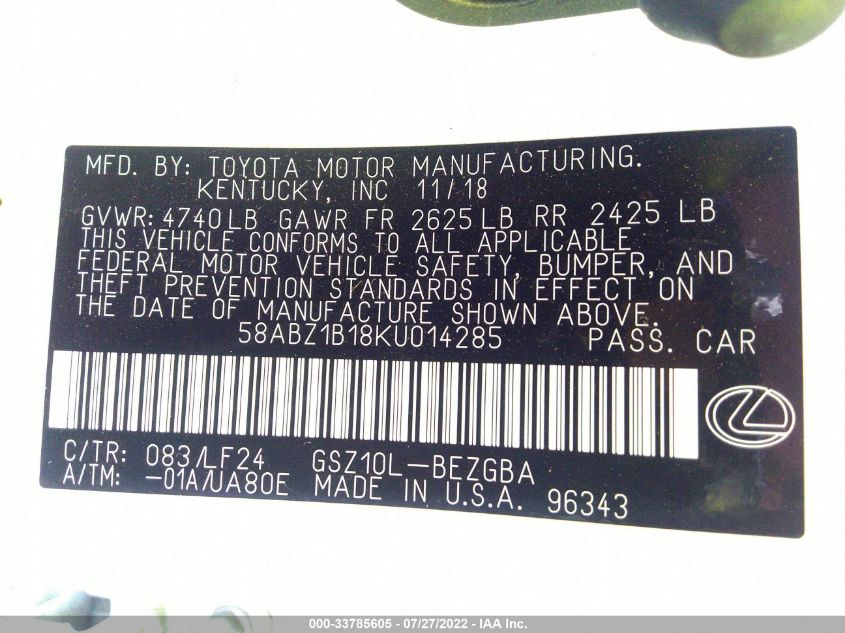 MFD. BY: TOYOTA MOTOR MANUFACTURING.
KENTUCKY, INC 11/18
GVWR: 4740 LB GAWR FR 2625 LB RR 2425 LB
THIS VEHICLE CONFORMS TO ALL APPLICABLE
FEDERAL MOTOR VEHICLE SAFETY, BUMPER, AND
THEFT PREVENTION STANDARDS IN EFFECT ON
THE DATE OF MANUFACTURE SHOWN ABOVE.
58ABZ1B18KU014285 PASS. CAR
C/TR: 083/LF24 GSZ10L-BEZGBA
A/TM: -01A/UA80E MADE IN U.S.A. 96343
000-33785605 - 07/27/2022 - IAA Inc.